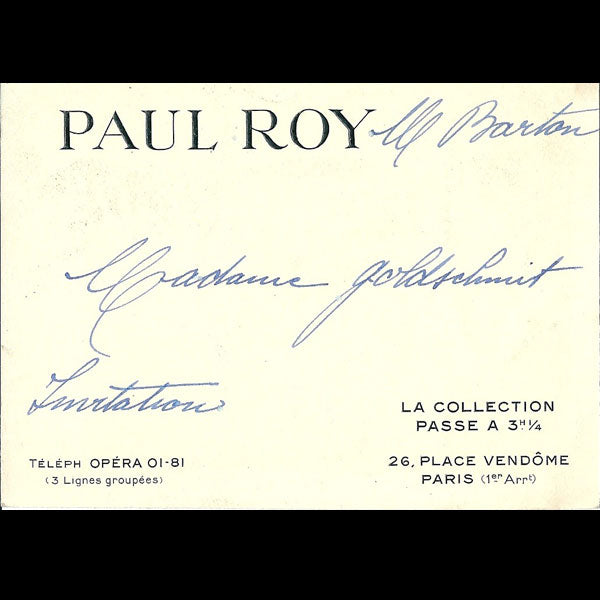 PAUL ROY M Barton
Madame Goldschmit
Invitation
LA COLLECTION
PASSE A 3ᴴ ¼
TÉLÉPH OPÉRA 01-81
(3 Lignes groupées)
26, PLACE VENDÔME
PARIS (1er Arrt)